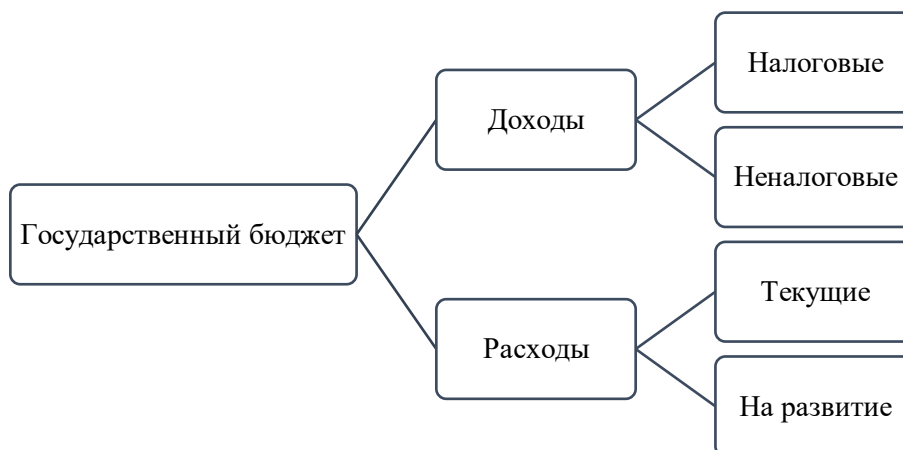 Государственный бюджет
Доходы
Налоговые
Неналоговые
Расходы
Текущие
На развитие